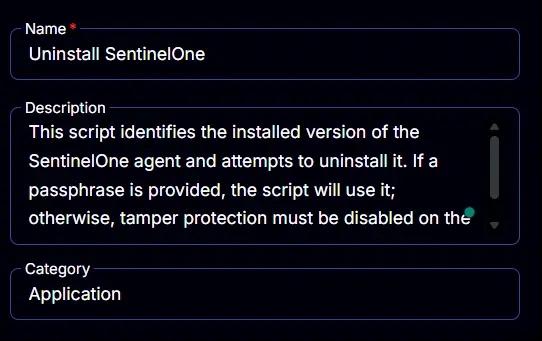 Name *
Uninstall SentinelOne
Description
This script identifies the installed version of the
SentinelOne agent and attempts to uninstall it. If a
passphrase is provided, the script will use it;
otherwise, tamper protection must be disabled on the
Category
Application